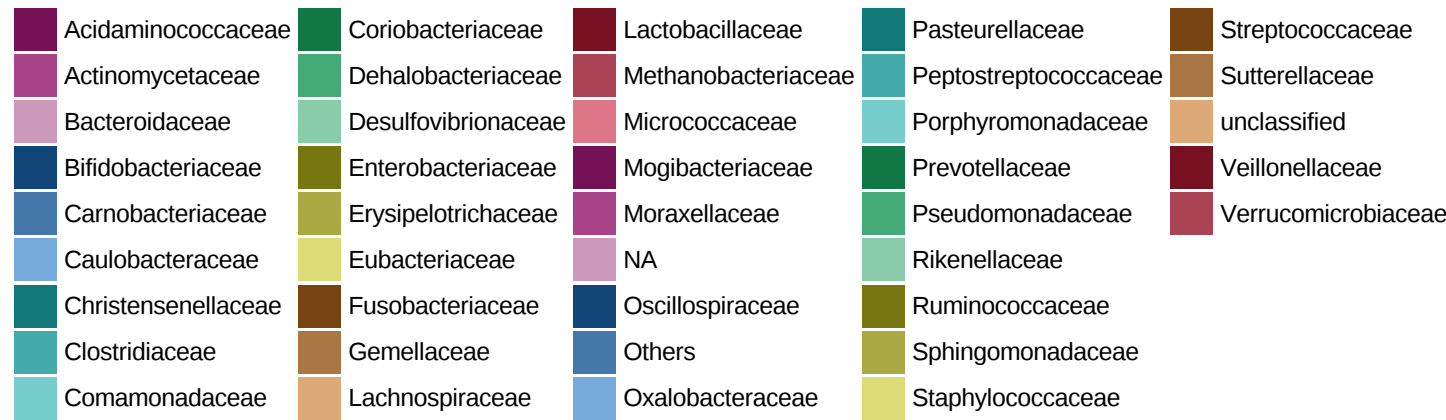 Acidaminococcaceae
Actinomycetaceae
Bacteroidaceae
Bifidobacteriaceae
Carnobacteriaceae
Caulobacteraceae
Christensenellaceae
Clostridiaceae
Comamonadaceae
Coriobacteriaceae
Dehalobacteriaceae
Desulfovibrionaceae
Enterobacteriaceae
Erysipelotrichaceae
Eubacteriaceae
Fusobacteriaceae
Gemellaceae
Lachnospiraceae
Lactobacillaceae
Methanobacteriaceae
Micrococcaceae
Mogibacteriaceae
Moraxellaceae
NA
Oscillospiraceae
Others
Oxalobacteraceae
Pasteurellaceae
Peptostreptococcaceae
Porphyromonadaceae
Prevotellaceae
Pseudomonadaceae
Rikenellaceae
Ruminococcaceae
Sphingomonadaceae
Staphylococcaceae
Streptococcaceae
Sutterellaceae
unclassified
Veillonellaceae
Verrucomicrobiaceae